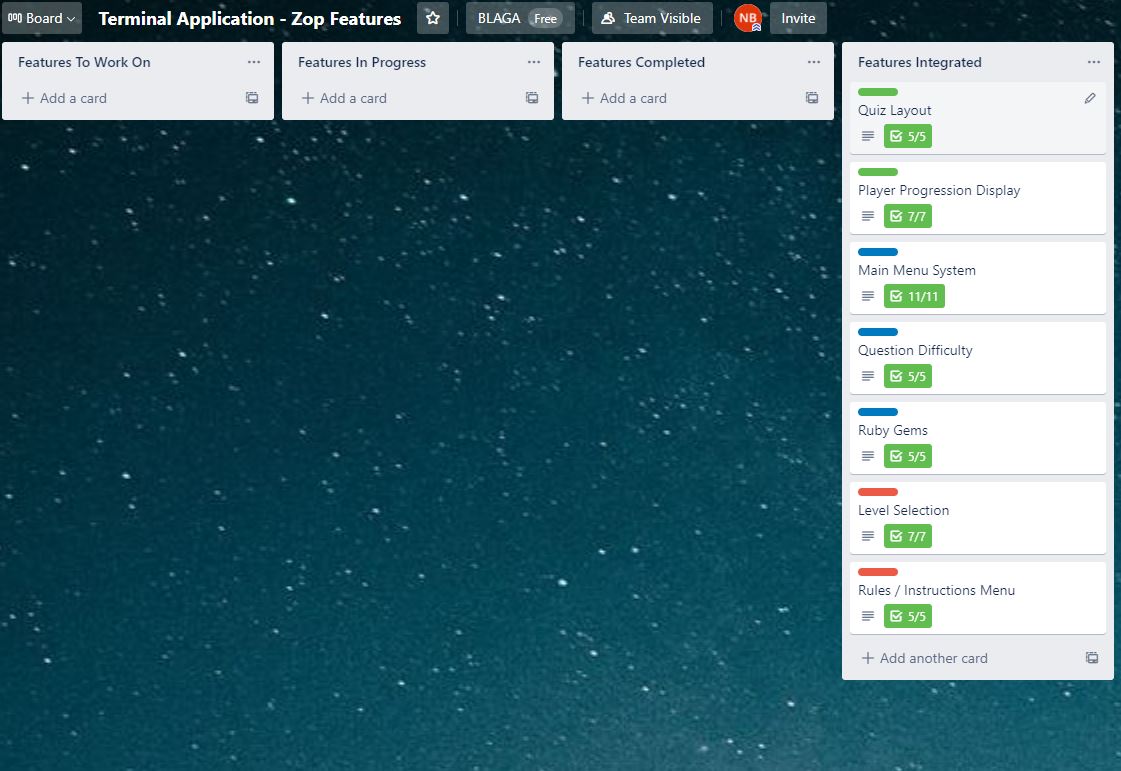 Board
Terminal Application - Zop Features
BLAGA Free
Team Visible
NB
Invite
Features To Work On
Add a card
Features In Progress
Add a card
Features Completed
Add a card
Features Integrated
Quiz Layout
5/5
Player Progression Display
7/7
Main Menu System
11/11
Question Difficulty
5/5
Ruby Gems
5/5
Level Selection
7/7
Rules / Instructions Menu
5/5
Add another card